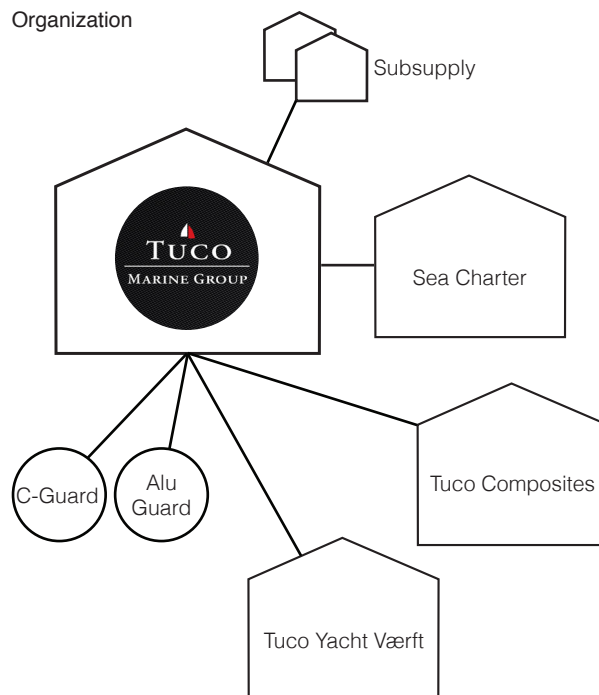 Organization
Subsupply
TUCO
MARINE GROUP
Sea Charter
C-Guard
Alu
Guard
Tuco Composites
Tuco Yacht Værft